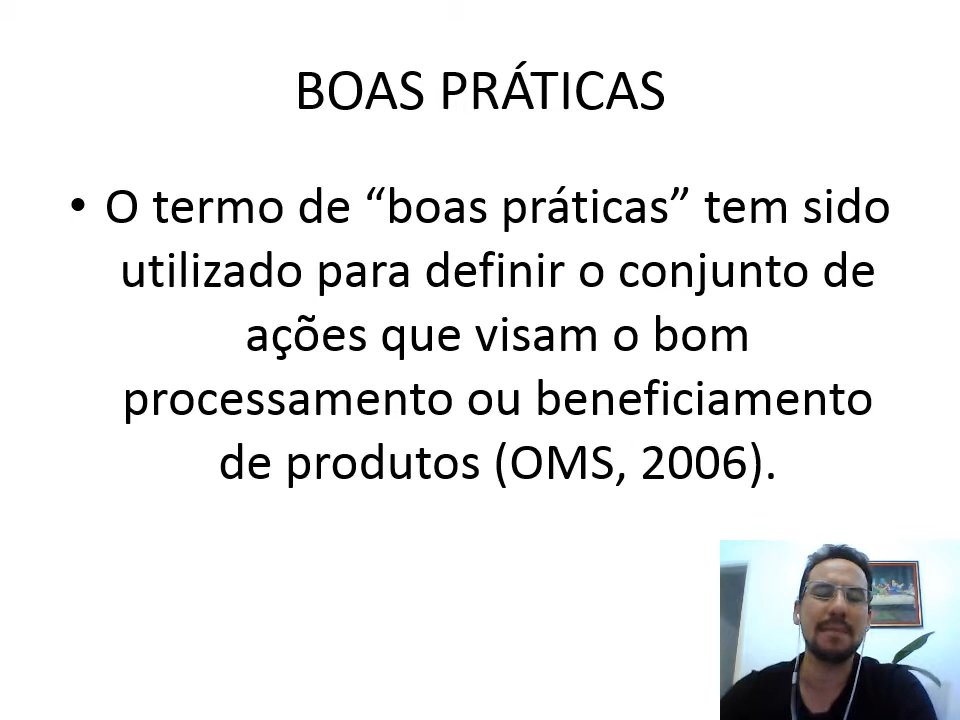 BOAS PRÁTICAS
• O termo de “boas práticas” tem sido
utilizado para definir o conjunto de
ações que visam o bom
processamento ou beneficiamento
de produtos (OMS, 2006).